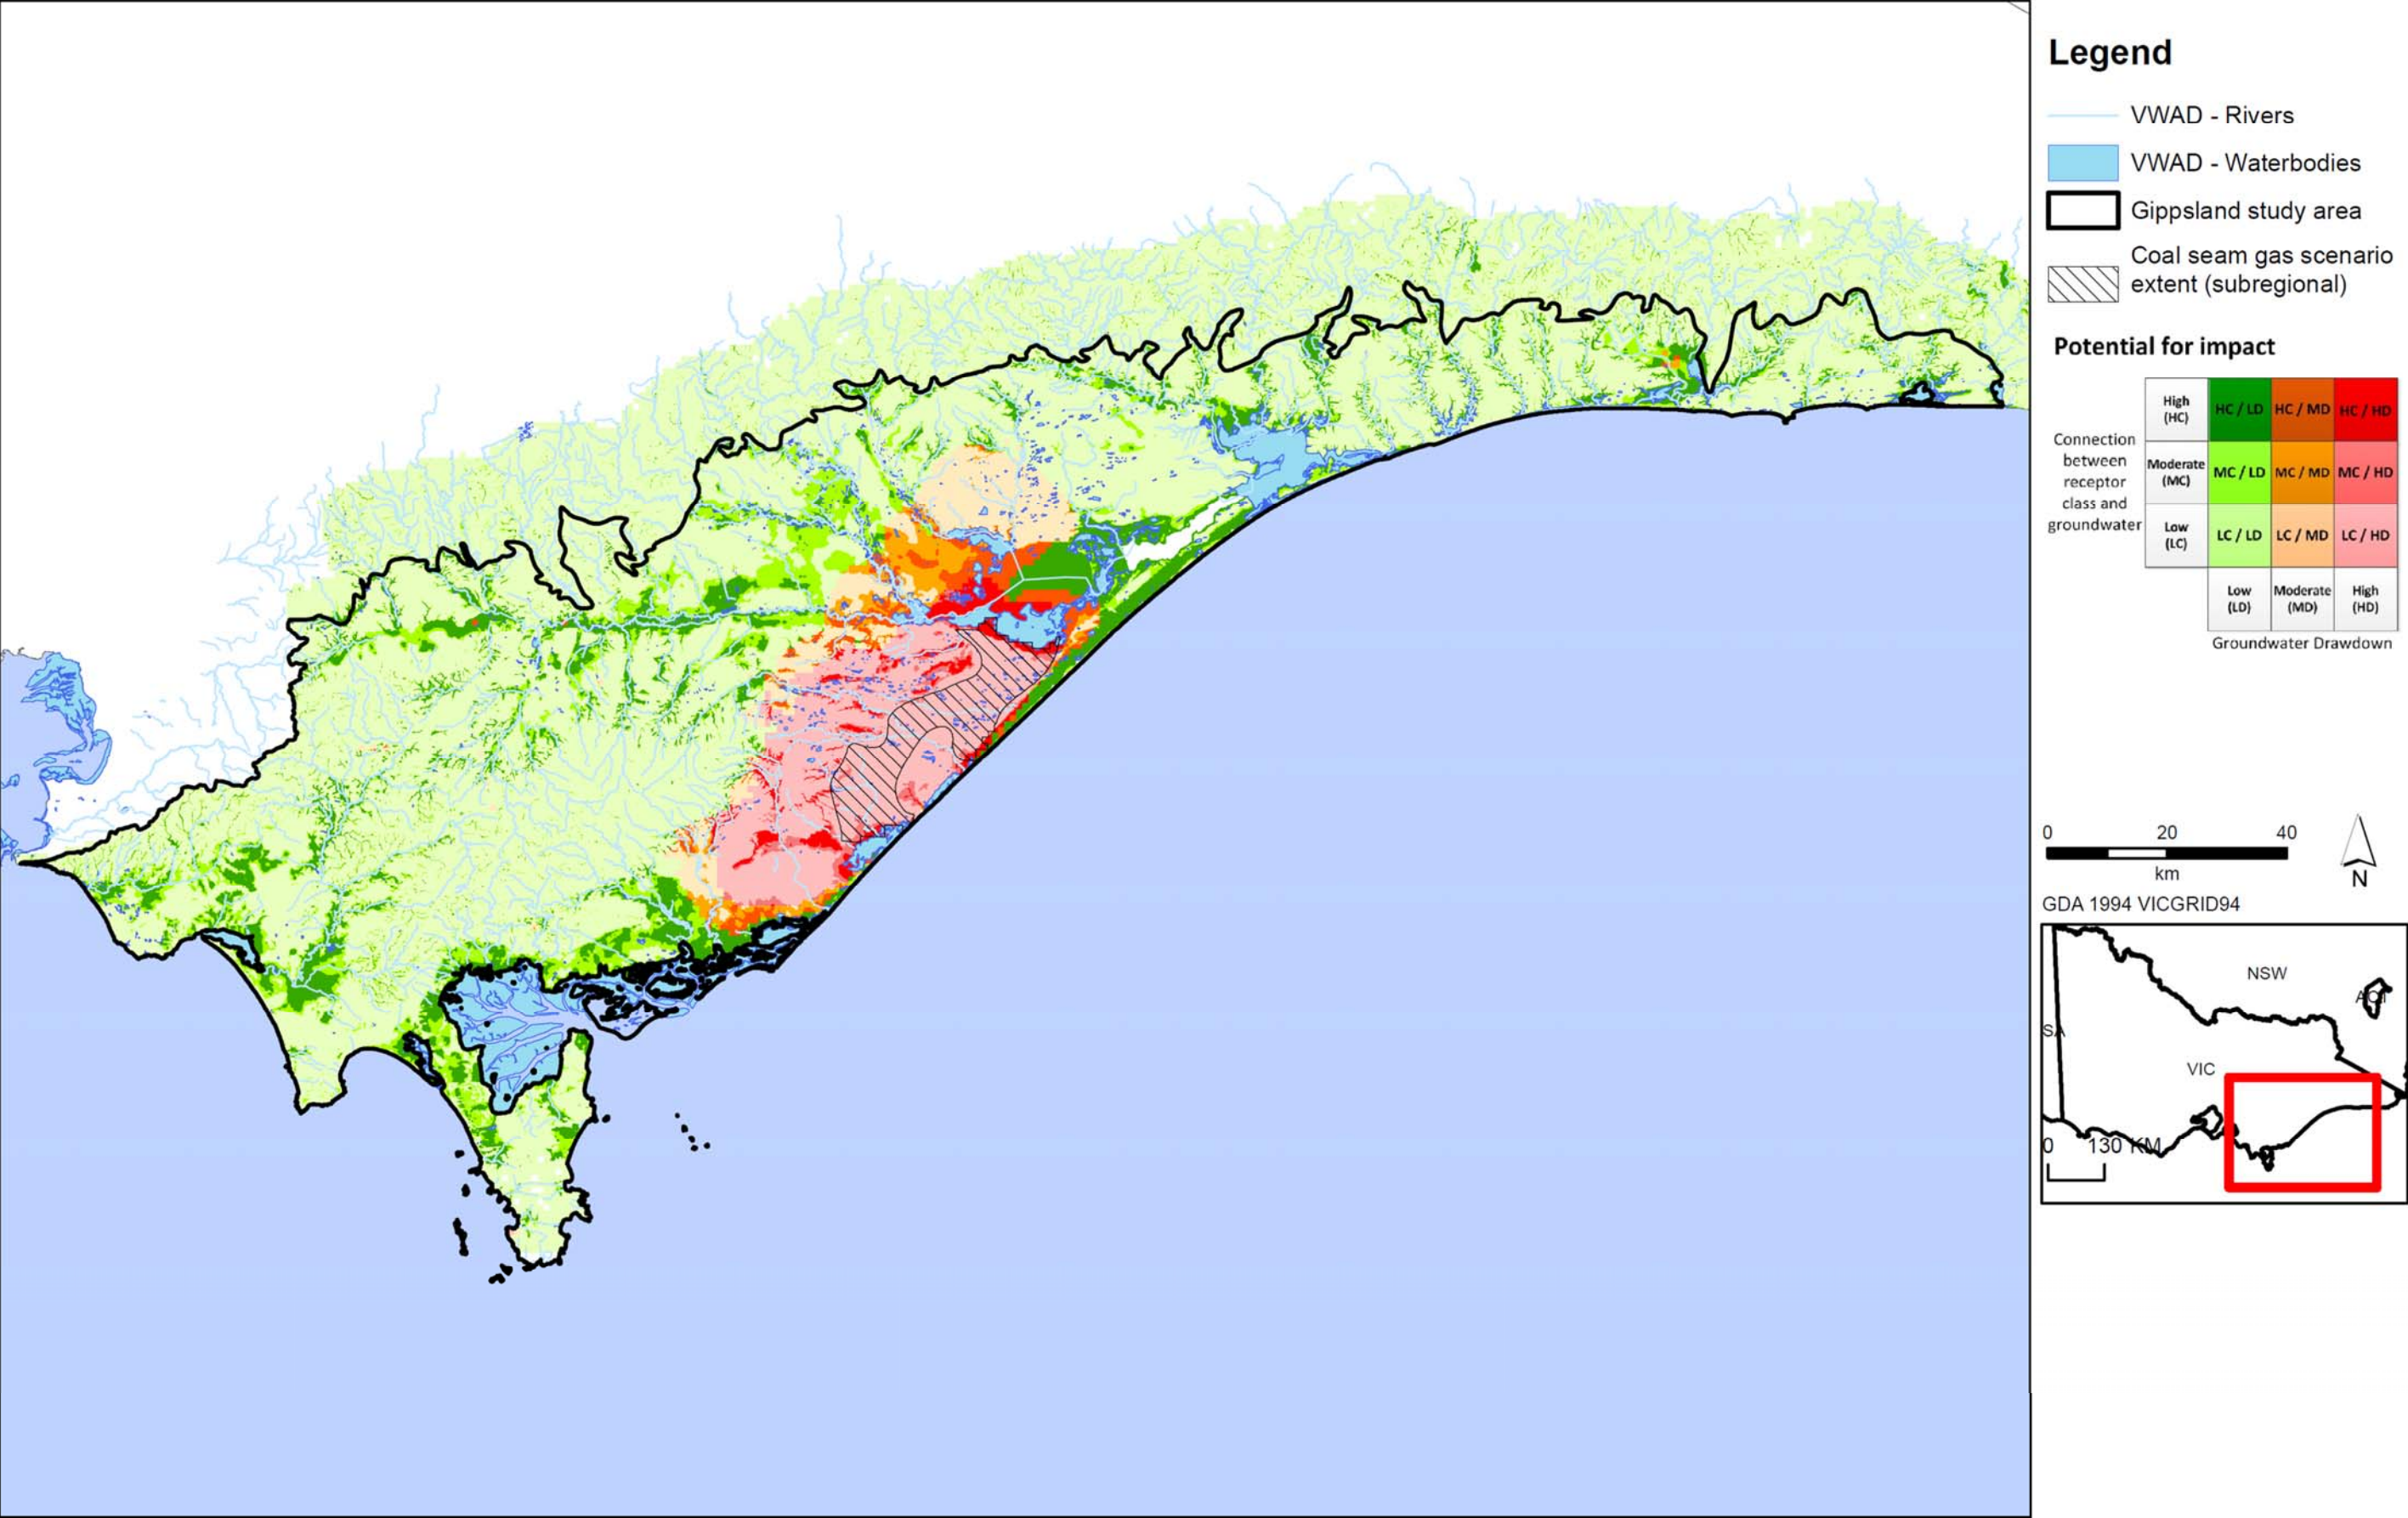 Legend
VWAD - Rivers
VWAD - Waterbodies
Gippsland study area
Coal seam gas scenario
extent (subregional)
Potential for impact
Connection
between
receptor
class and
groundwater
High
(HC)
HC / LD
HC / MD
HC / HD
Moderate
(MC)
MC / LD
MC / MD
MC / HD
Low
(LC)
LC / LD
LC / MD
LC / HD
Low
(LD)
Moderate
(MD)
High
(HD)
Groundwater Drawdown
0 20 40
km
N
GDA 1994 VICGRID94
NSW
ACT
SA
VIC
0 130 KM